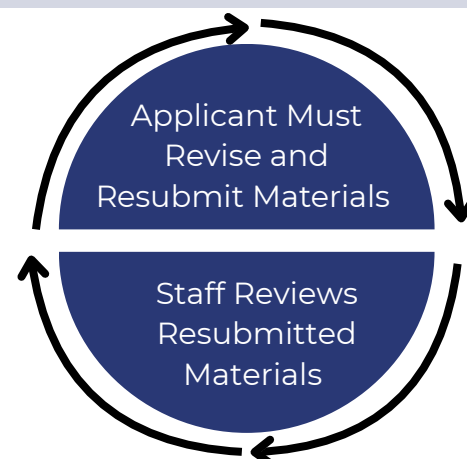 Applicant Must
Revise and
Resubmit Materials
Staff Reviews
Resubmitted
Materials